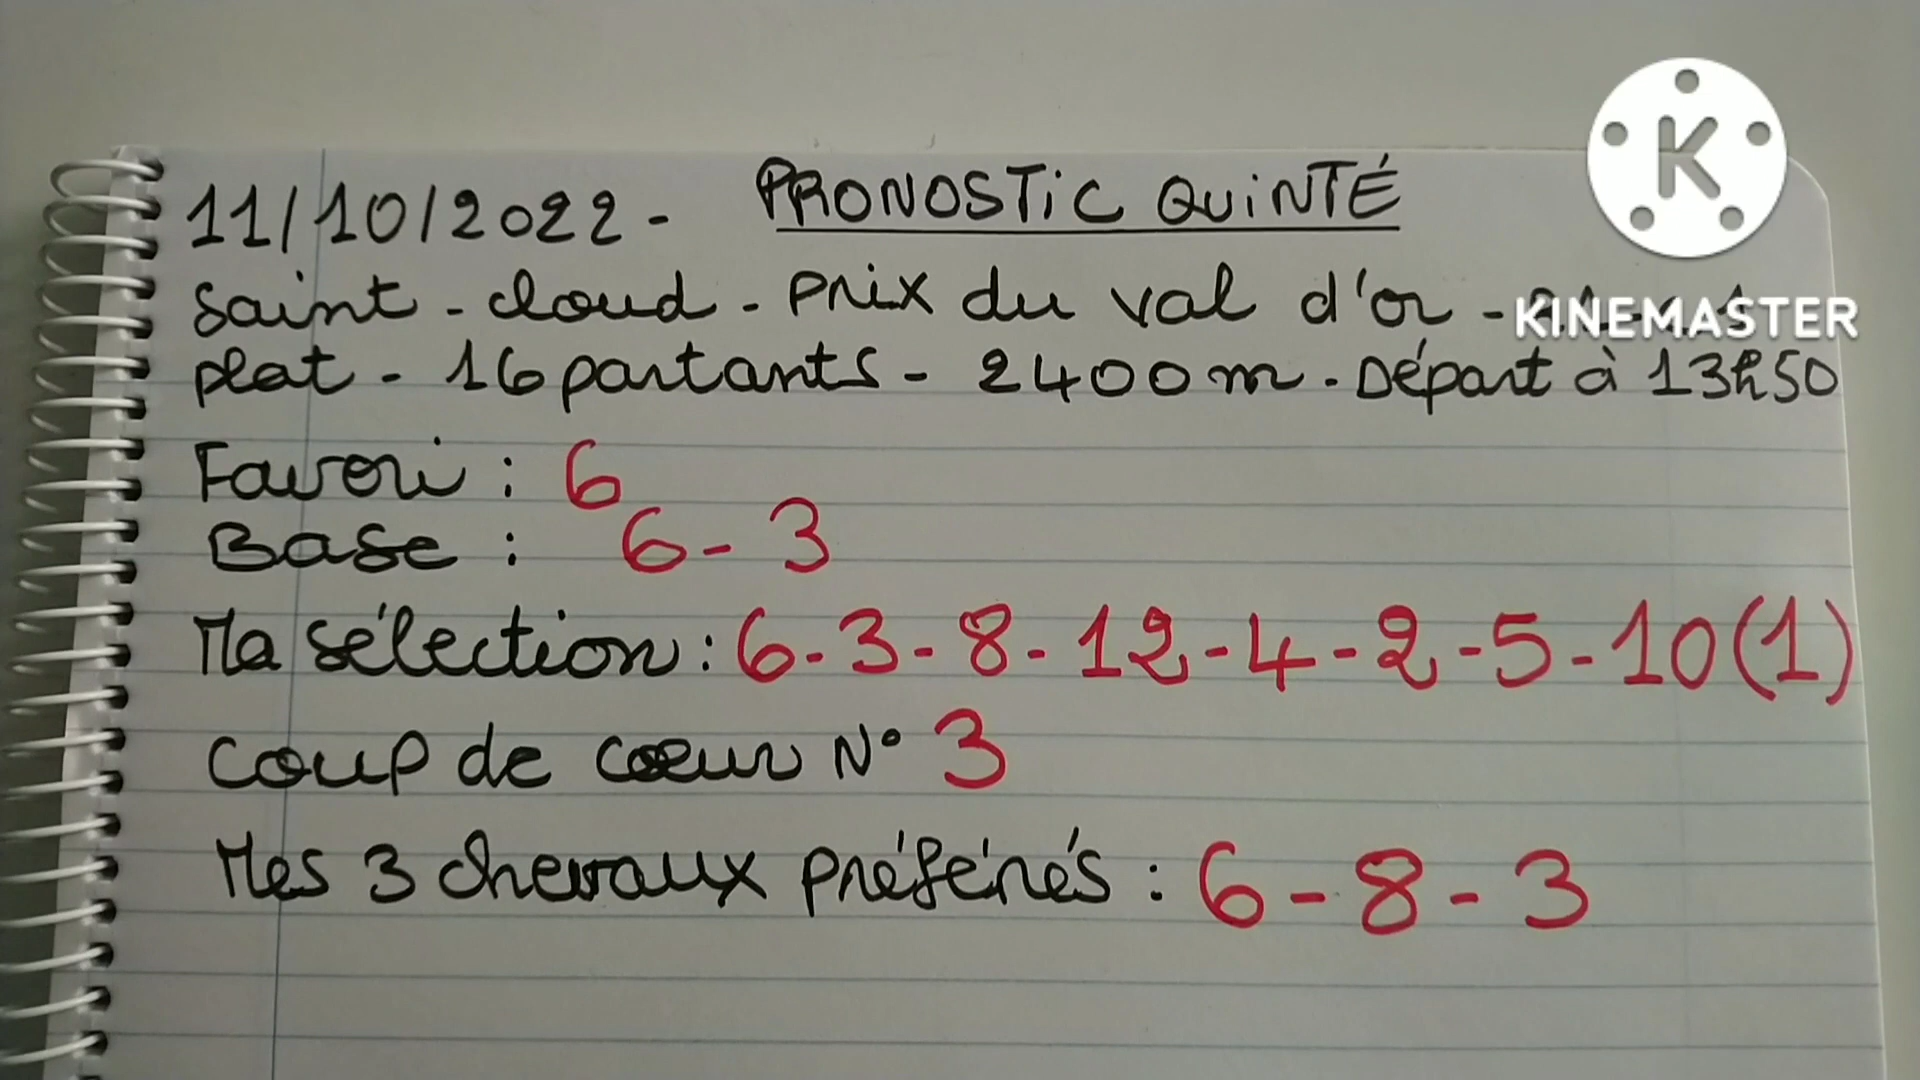 11/10/2022 - PRONOSTIC QUINTÉ
Saint-Cloud - Prix du val d'or -
KINEMASTER
plat - 16 partants - 2400m - Départ à 13h50
Favori : 6
Base : 6 - 3
Ma sélection : 6 - 3 - 8 - 12 - 4 - 2 - 5 - 10 (1)
Coup de cœur N° 3
Mes 3 chevaux préférés : 6 - 8 - 3